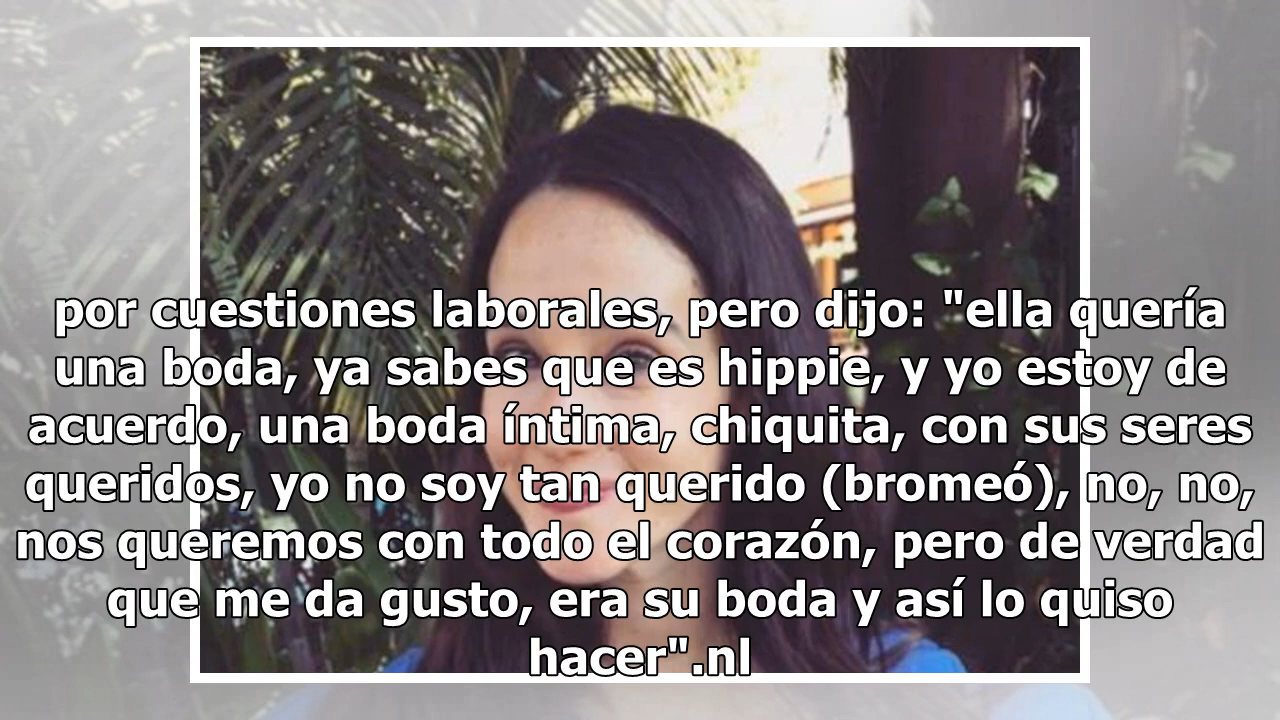 por cuestiones laborales, pero dijo: "ella quería
una boda, ya sabes que es hippie, y yo estoy de
acuerdo, una boda íntima, chiquita, con sus seres
queridos, yo no soy tan querido (bromeó), no, no,
nos queremos con todo el corazón, pero de verdad
que me da gusto, era su boda y así lo quiso
hacer".nl